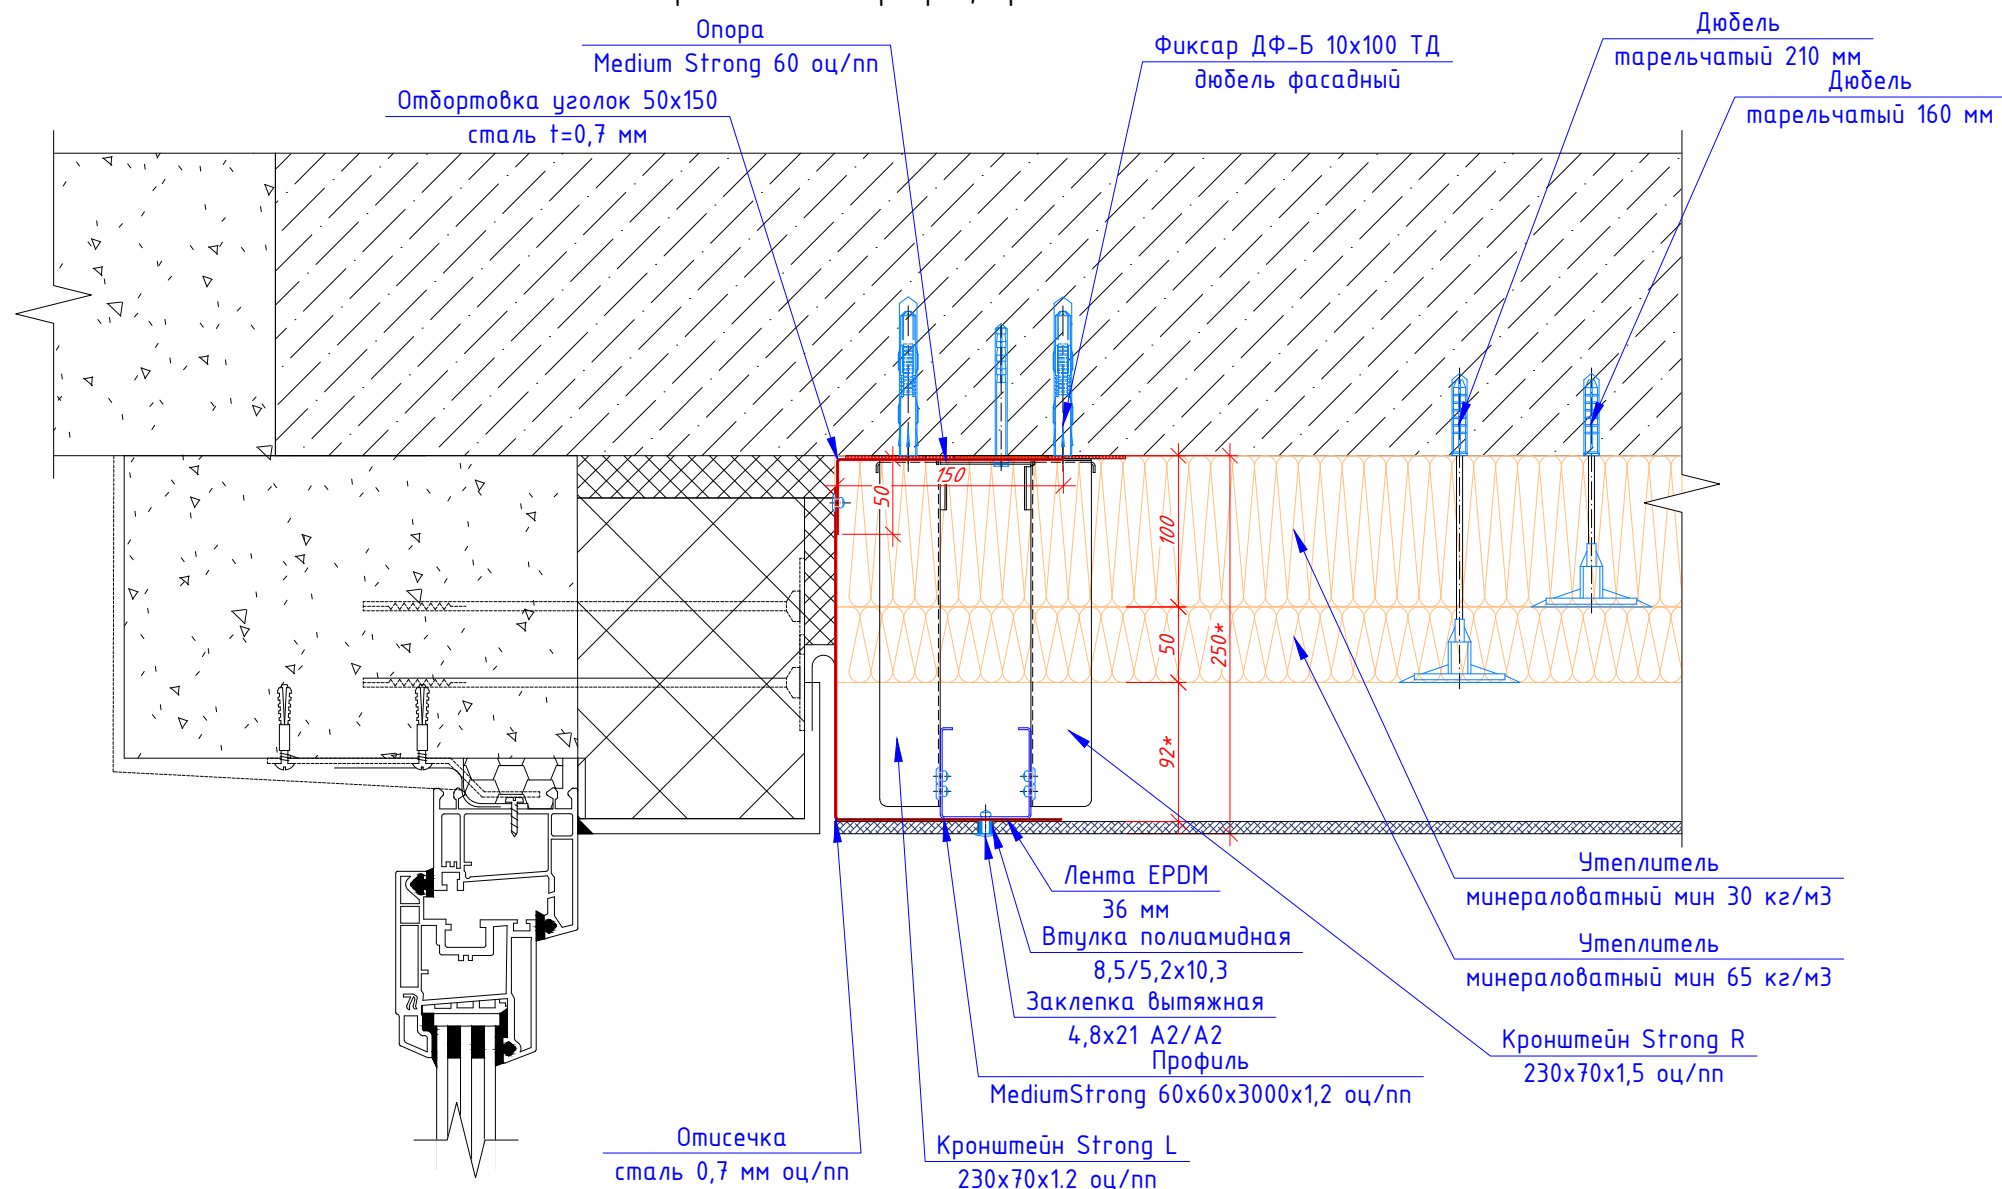 Опора
Medium Strong 60 оц/пп
Фиксар ДФ-Б 10х100 ТД
дюбель фасадный
Дюбель
тарельчатый 210 мм
Дюбель
тарельчатый 160 мм
Отбортовка уголок 50х150
сталь t=0,7 мм
150
50
100
50
250*
92*
Лента EPDM
36 мм
Втулка полиамидная
8,5/5,2х10,3
Заклепка вытяжная
4,8х21 А2/А2
Профиль
MediumStrong 60х60х3000х1,2 оц/пп
Утеплитель
минераловатный мин 30 кг/м3
Утеплитель
минераловатный мин 65 кг/м3
Кронштейн Strong R
230х70х1,5 оц/пп
Отисечка
сталь 0,7 мм оц/пп
Кронштейн Strong L
230х70х1.2 оц/пп